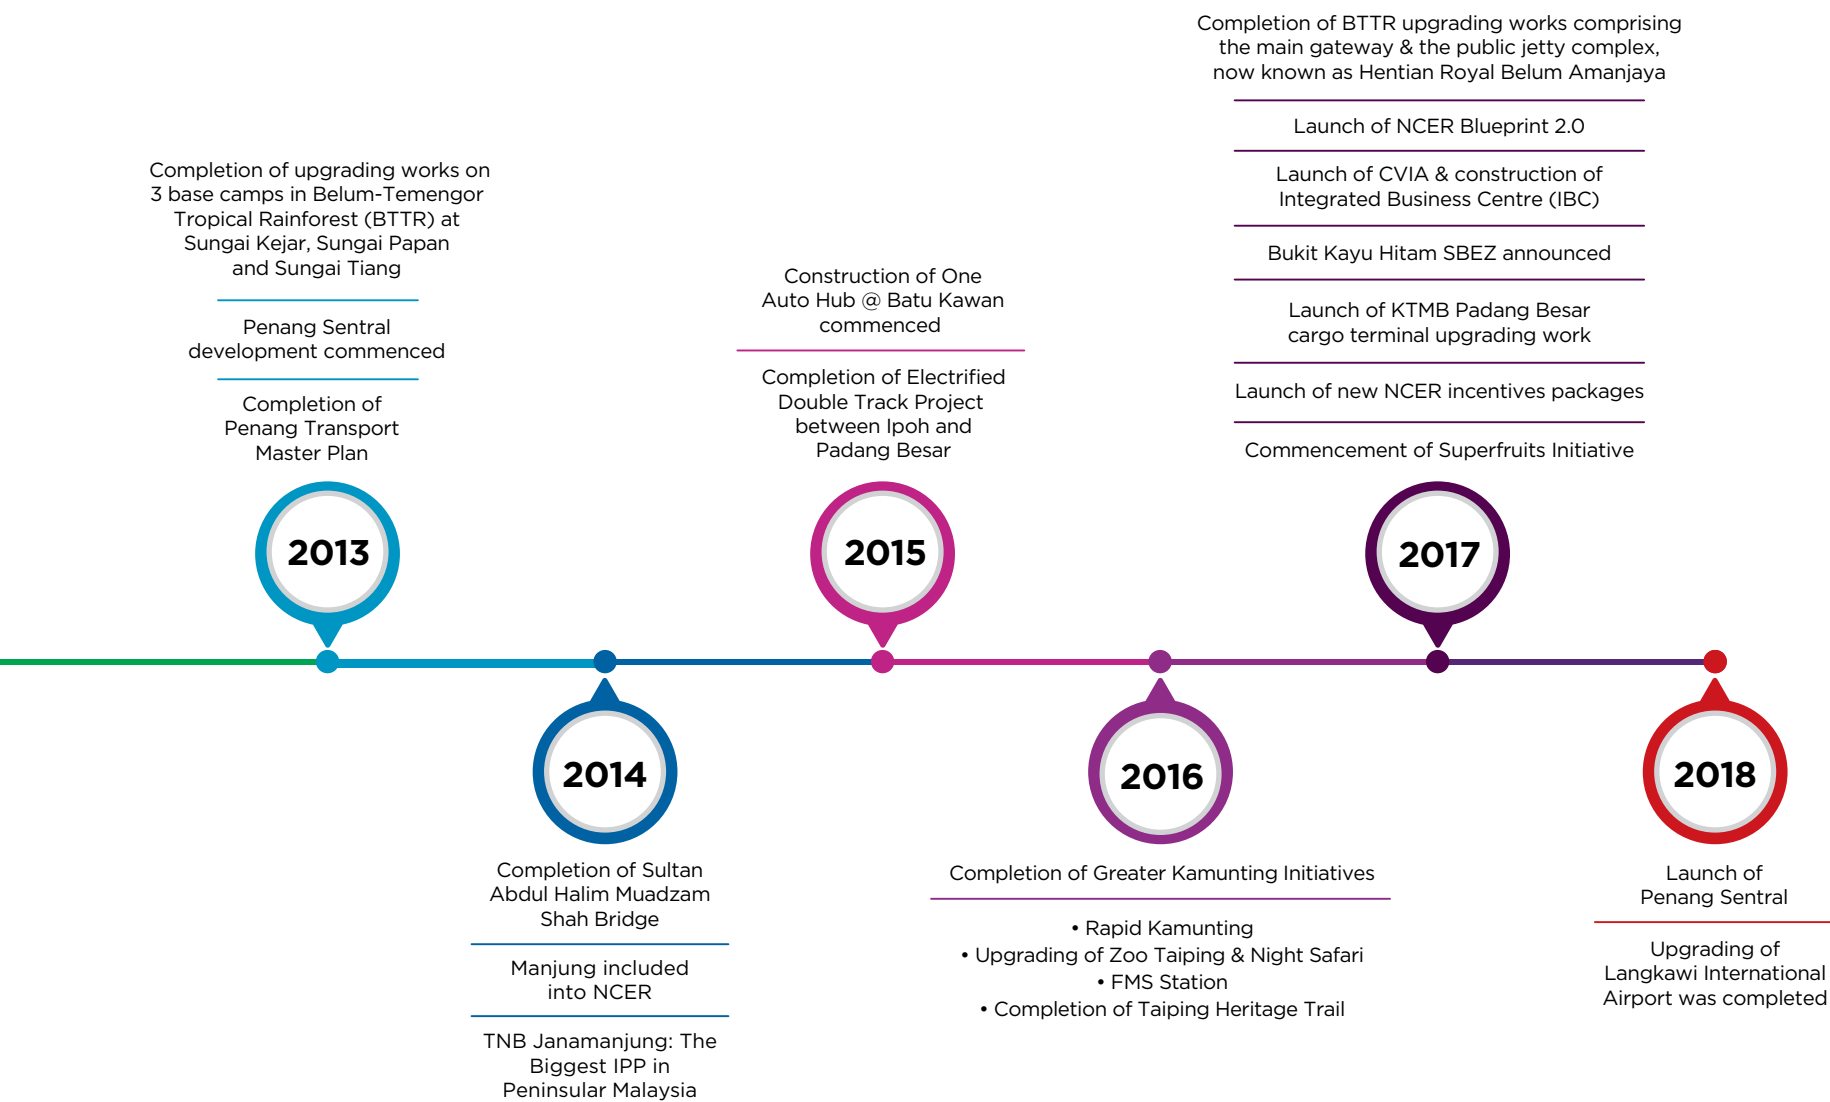 Completion of upgrading works on
3 base camps in Belum-Temengor
Tropical Rainforest (BTTR) at
Sungai Kejar, Sungai Papan
and Sungai Tiang
Penang Sentral
development commenced
Completion of
Penang Transport
Master Plan
2013
Completion of Sultan
Abdul Halim Muadzam
Shah Bridge
Manjung included
into NCER
TNB Janamanjung: The
Biggest IPP in
Peninsular Malaysia
2014
Construction of One
Auto Hub @ Batu Kawan
commenced
Completion of Electrified
Double Track Project
between Ipoh and
Padang Besar
2015
2016
Completion of Greater Kamunting Initiatives
• Rapid Kamunting
• Upgrading of Zoo Taiping & Night Safari
• FMS Station
• Completion of Taiping Heritage Trail
Completion of BTTR upgrading works comprising
the main gateway & the public jetty complex,
now known as Hentian Royal Belum Amanjaya
Launch of NCER Blueprint 2.0
Launch of CVIA & construction of
Integrated Business Centre (IBC)
Bukit Kayu Hitam SBEZ announced
Launch of KTMB Padang Besar
cargo terminal upgrading work
Launch of new NCER incentives packages
Commencement of Superfruits Initiative
2017
2018
Launch of
Penang Sentral
Upgrading of
Langkawi International
Airport was completed